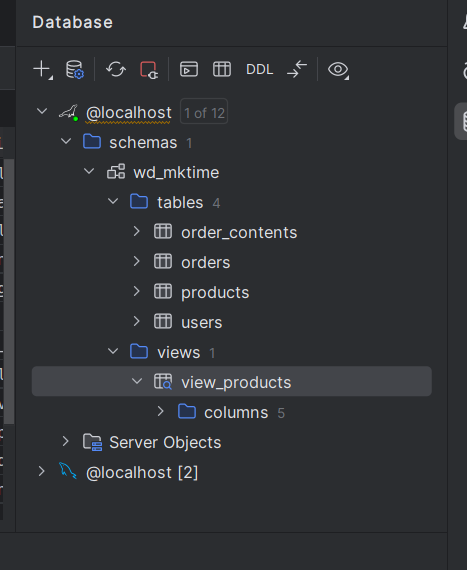 Database
DDL
@localhost 1 of 12
schemas 1
wd_mktime
tables 4
order_contents
orders
products
users
views 1
view_products
columns 5
Server Objects
@localhost [2]